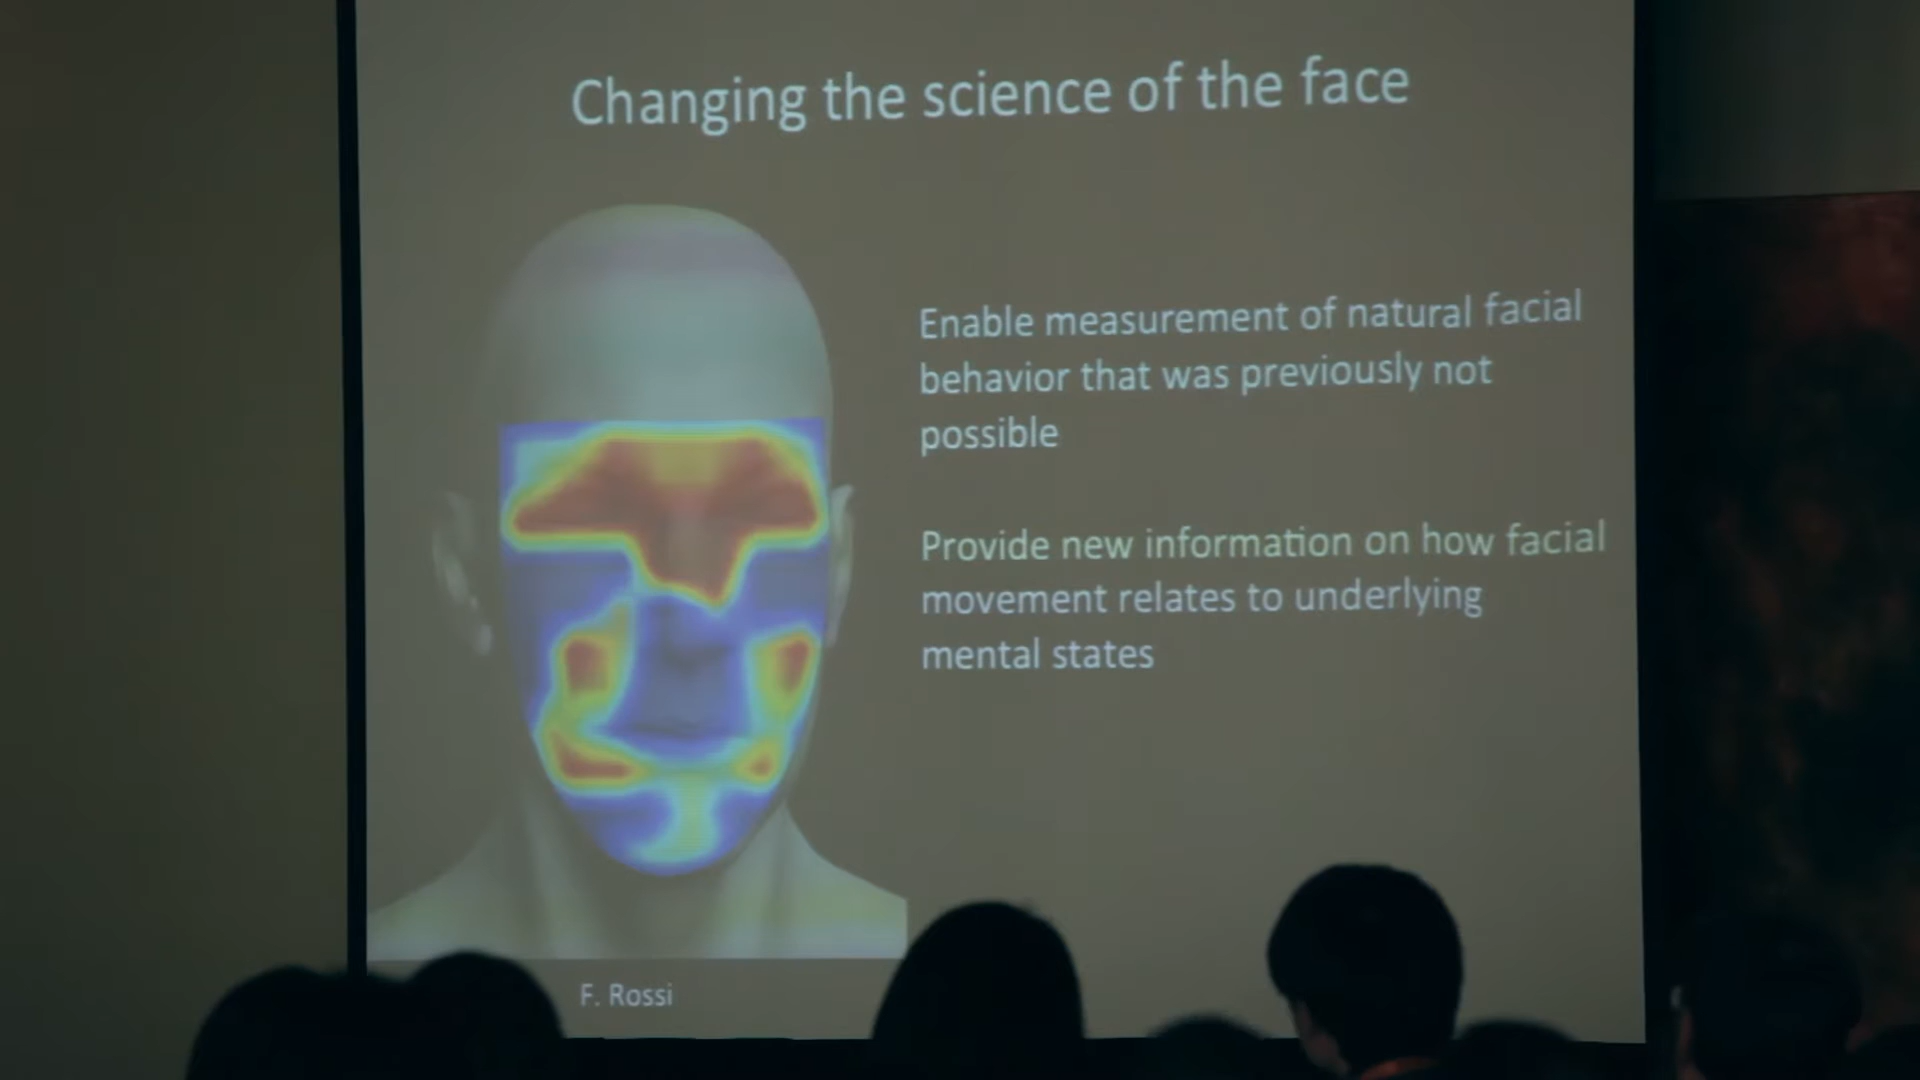 Changing the science of the face
Enable measurement of natural facial
behavior that was previously not
possible
Provide new information on how facial
movement relates to underlying
mental states
F. Rossi